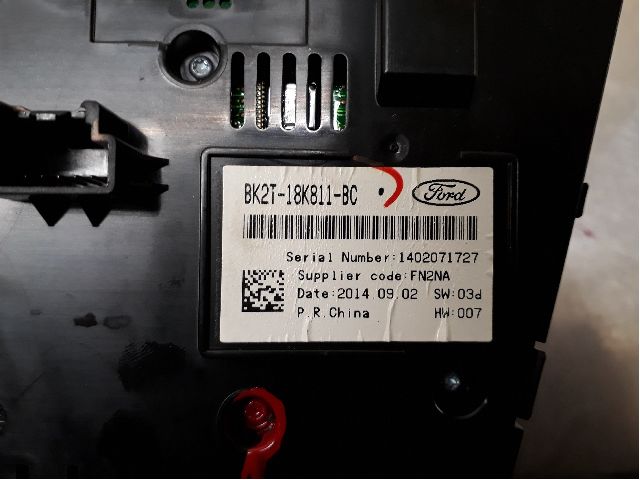 BK2T-18K811-BC Ford
Serial Number:1402071727
Supplier code:FN2NA
Date:2014.09.02 SW:03d
P.R.China HW:007